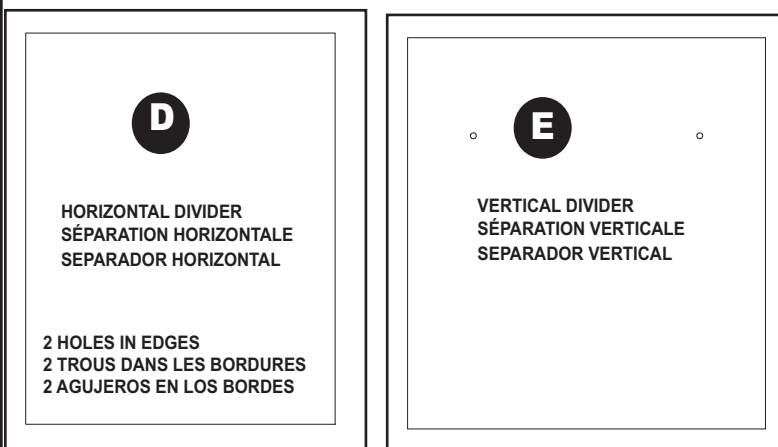 D
HORIZONTAL DIVIDER
SÉPARATION HORIZONTALE
SEPARADOR HORIZONTAL
2 HOLES IN EDGES
2 TROUS DANS LES BORDURES
2 AGUJEROS EN LOS BORDES
E
VERTICAL DIVIDER
SÉPARATION VERTICALE
SEPARADOR VERTICAL